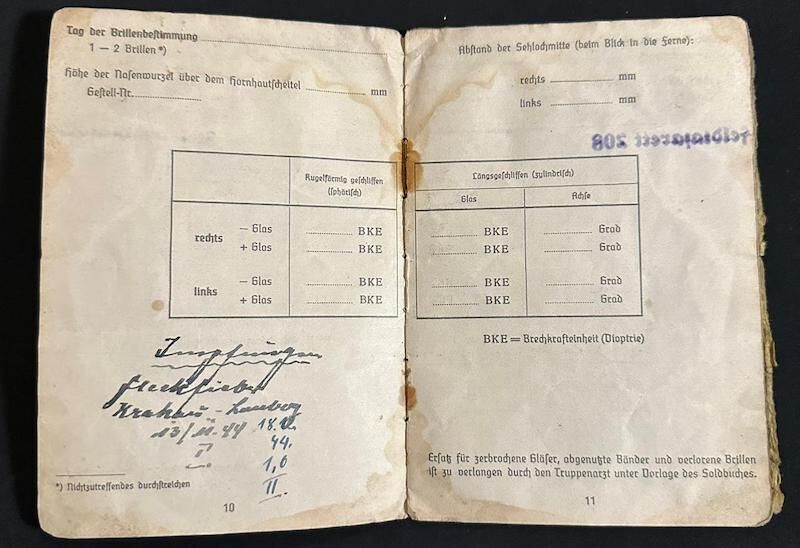 Tag der Brillenbestimmung
1 — 2 Brillen*)
Höhe der Nasenwurzel über dem Hornhautscheitel mm
Gestell-Nr.
Kugelförmig geschliffen
(sphärisch)
rechts — Glas BKE
+ Glas BKE
links — Glas BKE
+ Glas BKE
Impfungen
Fleckfieber
Krakau - Lemberg
13/II.44 18.II.
44.
1,0
II.
*) Nichtzutreffendes durchstreichen
10
Abstand der Sehlochmitte (beim Blick in die Ferne):
rechts mm
links mm
Feldlazarett 208
Längsgeschliffen (zylindrisch)
Glas Achse
BKE Grad
BKE Grad
BKE Grad
BKE Grad
BKE = Brechkrafteinheit (Dioptrie)
Ersatz für zerbrochene Gläser, abgenutzte Bänder und verlorene Brillen
ist zu verlangen durch den Truppenarzt unter Vorlage des Soldbuches.
11